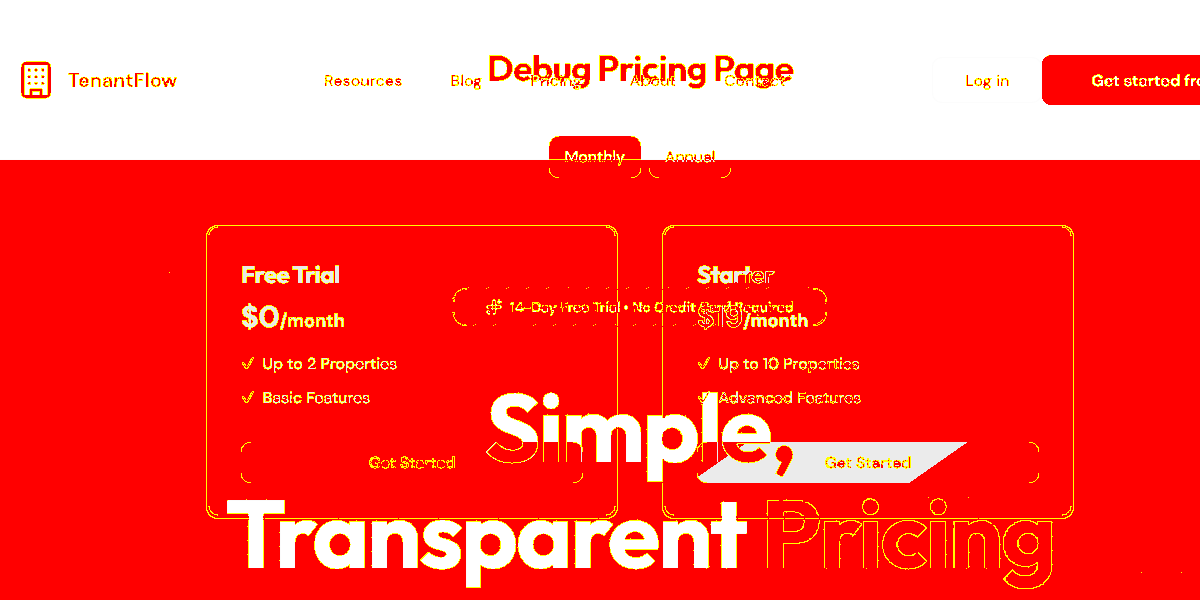 Debug Pricing Page
TenantFlow
Resources Blog Pricing About Contact
Log in
Get started fr
Monthly Annual
Free Trial
$0/month
Up to 2 Properties
Basic Features
Get Started
Starter
$19/month
Up to 10 Properties
Advanced Features
Get Started
14-Day Free Trial • No Credit Card Required
Simple,
Transparent Pricing